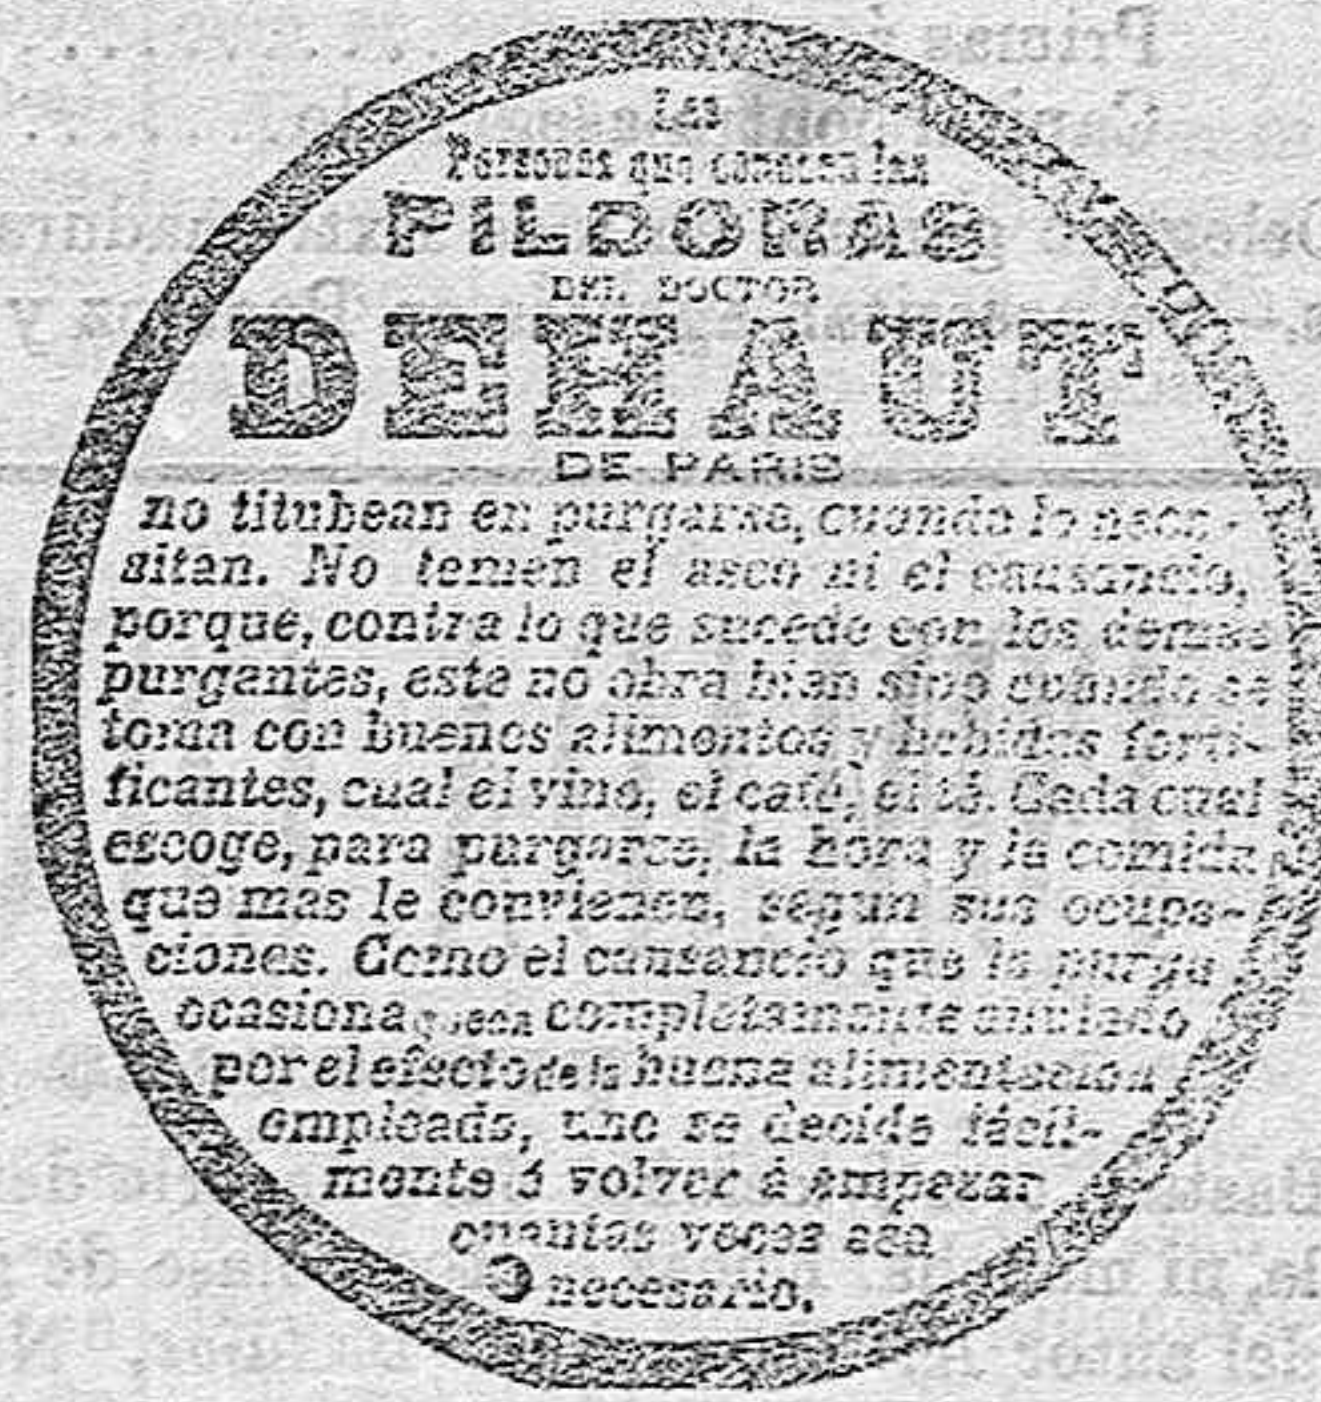 Las
Personas que conocen las
PILDORAS
DEL DOCTOR
DEHAUT
DE PARIS
no titubean en purgarse, cuando lo nece-
sitan. No temen el asco ni el causancio,
porque, contra lo que sucede con los demas
purgantes, este no obra bien sino cuando se
toma con buenos alimentos y bebidas forti-
ficantes, cual el vino, el café, el té. Cada cual
escoge, para purgarse, la hora y la comida
que mas le convienen, segun sus ocupa-
ciones. Como el causancio que la purga
ocasiona queda completamente anulado
por el efecto de la buena alimentacion
empleada, uno se decide fácil-
mente á volver á empezar
cuantas veces sea
necesario.